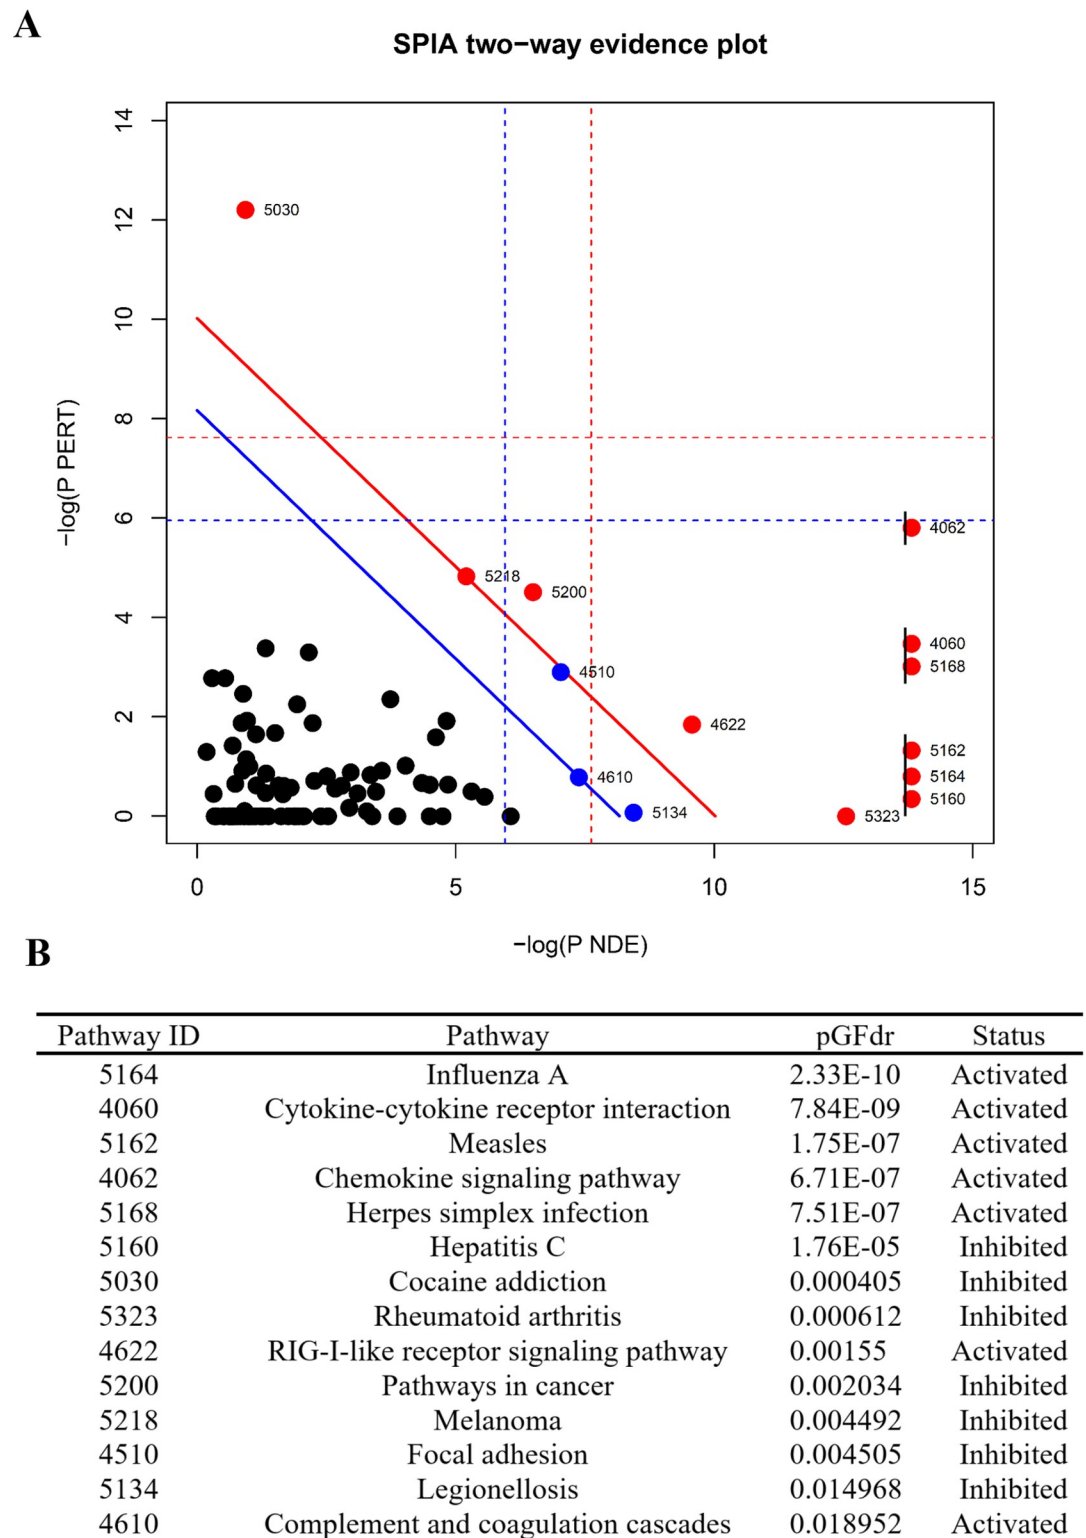 A
SPIA two−way evidence plot
14
12
10
8
6
4
2
0
−log(P PERT)
5030
4062
5218
5200
4060
5168
4510
4622
5162
4610
5164
5160
5134
5323
0 5 10 15
−log(P NDE)
B
Pathway ID Pathway pGFdr Status
5164 Influenza A 2.33E-10 Activated
4060 Cytokine-cytokine receptor interaction 7.84E-09 Activated
5162 Measles 1.75E-07 Activated
4062 Chemokine signaling pathway 6.71E-07 Activated
5168 Herpes simplex infection 7.51E-07 Activated
5160 Hepatitis C 1.76E-05 Inhibited
5030 Cocaine addiction 0.000405 Inhibited
5323 Rheumatoid arthritis 0.000612 Inhibited
4622 RIG-I-like receptor signaling pathway 0.00155 Activated
5200 Pathways in cancer 0.002034 Inhibited
5218 Melanoma 0.004492 Inhibited
4510 Focal adhesion 0.004505 Inhibited
5134 Legionellosis 0.014968 Inhibited
4610 Complement and coagulation cascades 0.018952 Activated